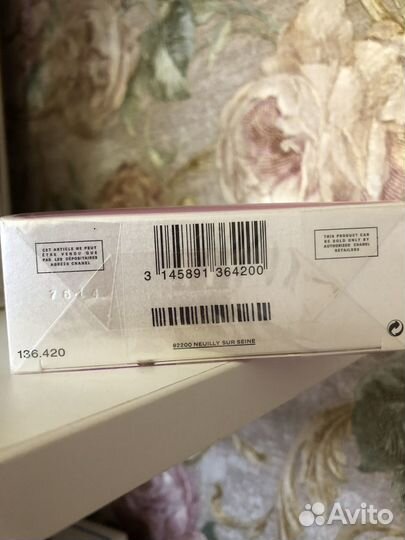 CET ARTICLE NE PEUT
ÊTRE VENDU QUE
PAR LES DÉPOSITAIRES
AGRÉÉS CHANEL
THIS PRODUCT CAN
BE SOLD ONLY BY
AUTHORIZED CHANEL
RETAILERS
3 145891 364200
92200 NEUILLY SUR SEINE
136.420
Avito